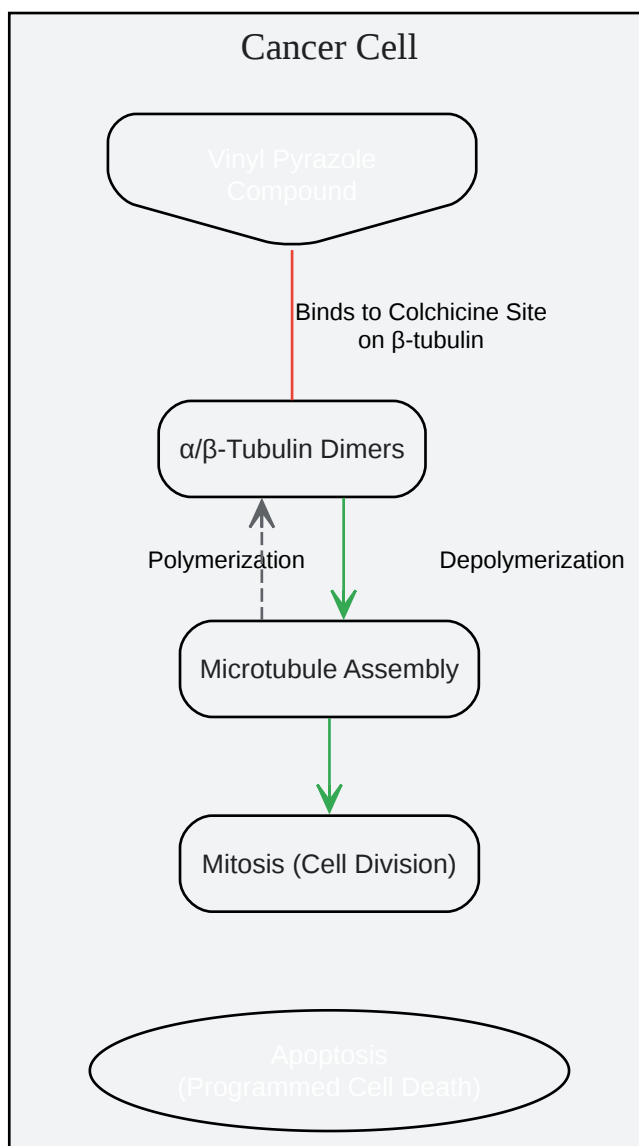 Cancer Cell
Vinyl Pyrazole
Compound
Binds to Colchicine Site
on β-tubulin
α/β-Tubulin Dimers
Polymerization
Depolymerization
Microtubule Assembly
Mitosis (Cell Division)
Apoptosis
(Programmed Cell Death)